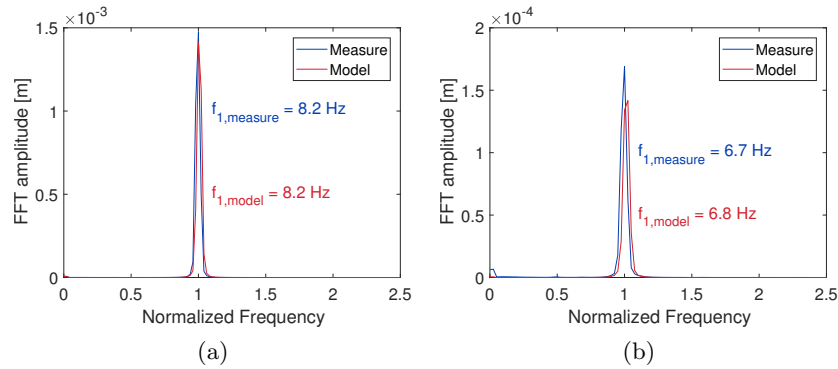 ×10⁻³
1.5
1
0.5
0
FFT amplitude [m]
Measure
Model
f1,measure = 8.2 Hz
f1,model = 8.2 Hz
0 0.5 1 1.5 2 2.5
Normalized Frequency
(a)
×10⁻⁴
2
1.5
1
0.5
0
FFT amplitude [m]
Measure
Model
f1,measure = 6.7 Hz
f1,model = 6.8 Hz
0 0.5 1 1.5 2 2.5
Normalized Frequency
(b)